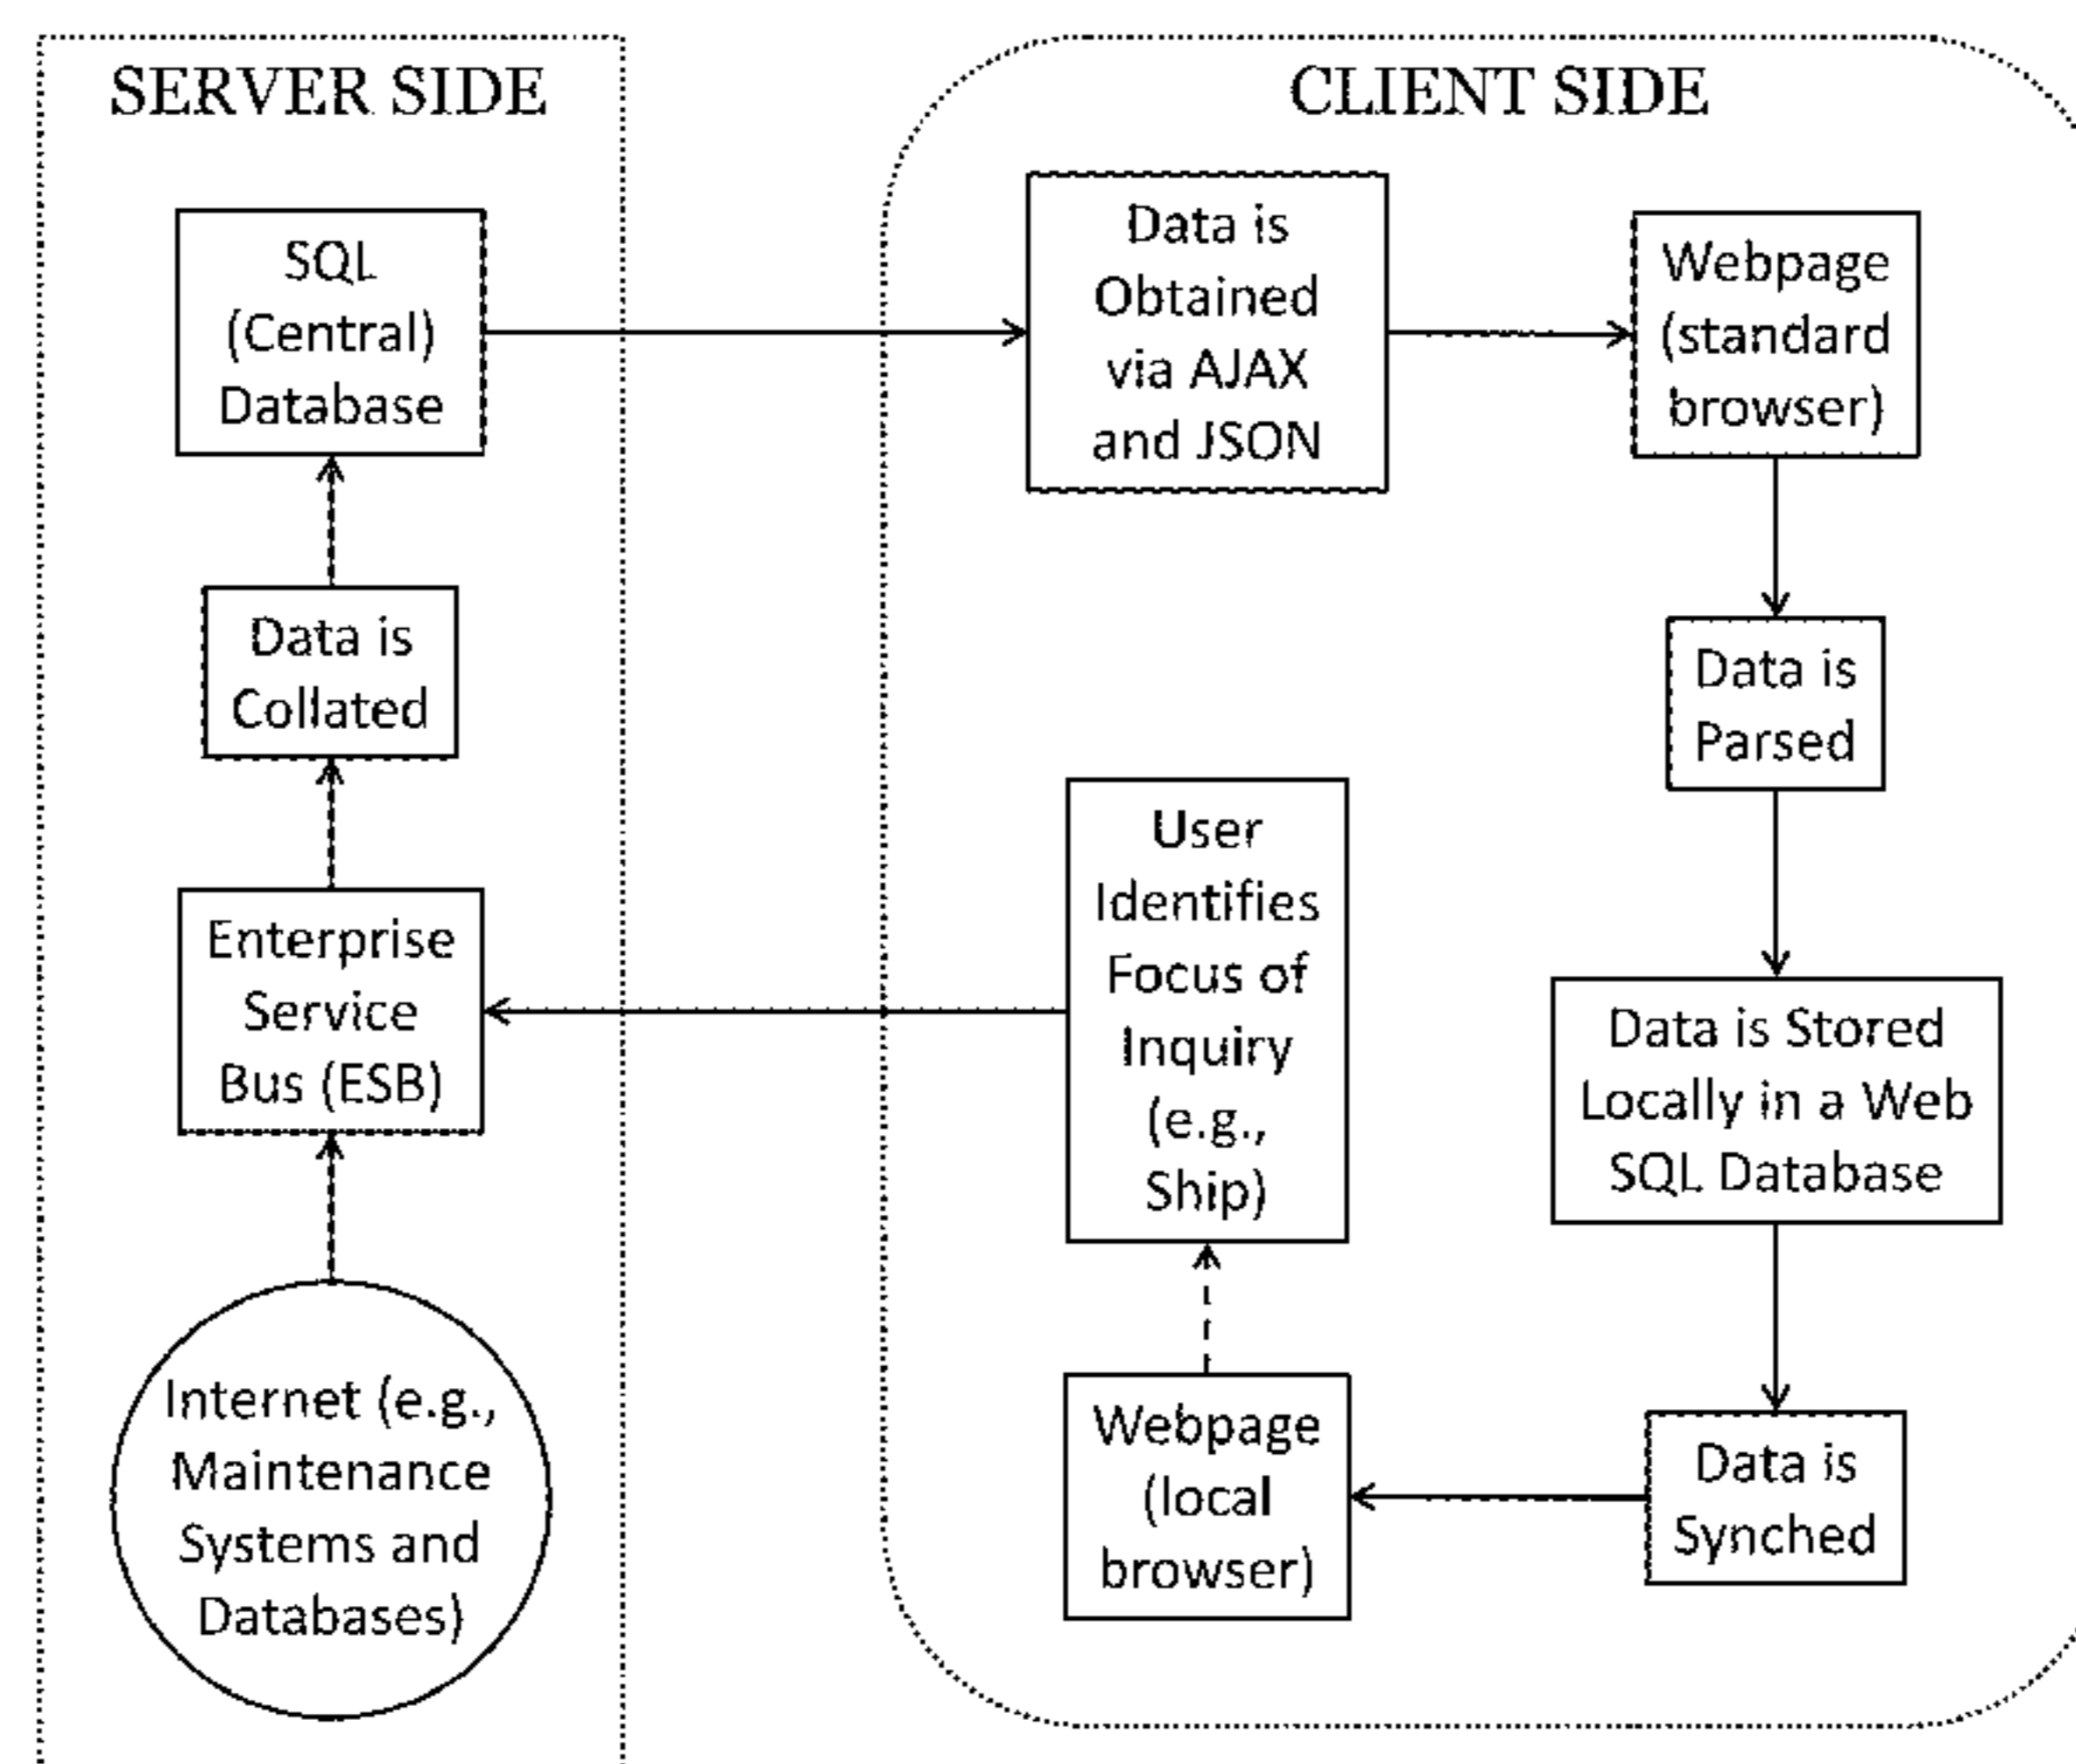 SERVER SIDE
SQL
(Central)
Database
Data is
Collated
Enterprise
Service
Bus (ESB)
Internet (e.g.,
Maintenance
Systems and
Databases)
CLIENT SIDE
Data is
Obtained
via AJAX
and JSON
Webpage
(standard
browser)
Data is
Parsed
Data is Stored
Locally in a Web
SQL Database
Data is
Synched
Webpage
(local
browser)
User
Identifies
Focus of
Inquiry
(e.g.,
Ship)